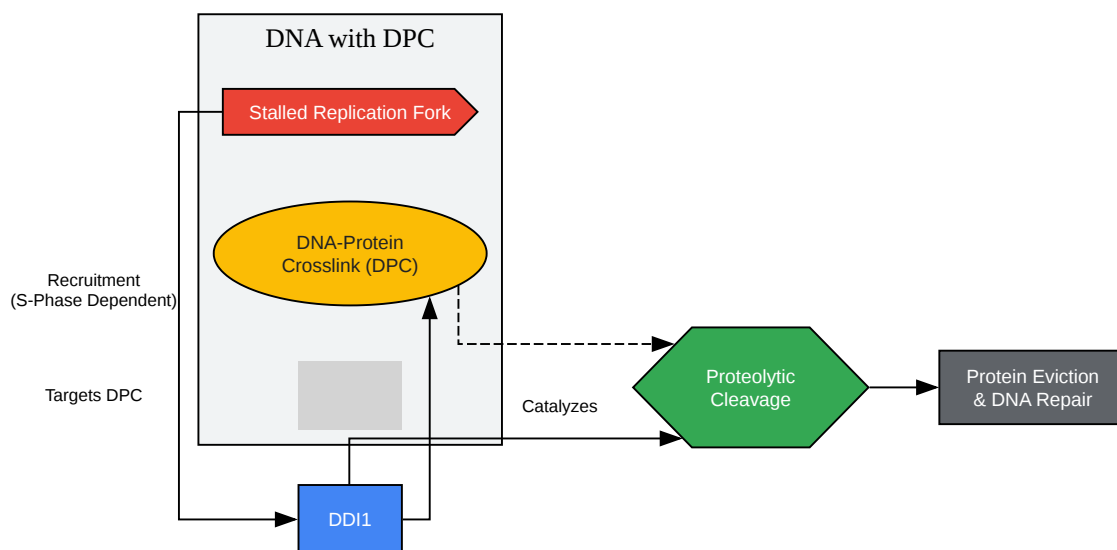 DNA with DPC
Stalled Replication Fork
DNA-Protein
Crosslink (DPC)
Recruitment
(S-Phase Dependent)
Targets DPC
Catalyzes
Proteolytic
Cleavage
Protein Eviction
& DNA Repair
DDI1